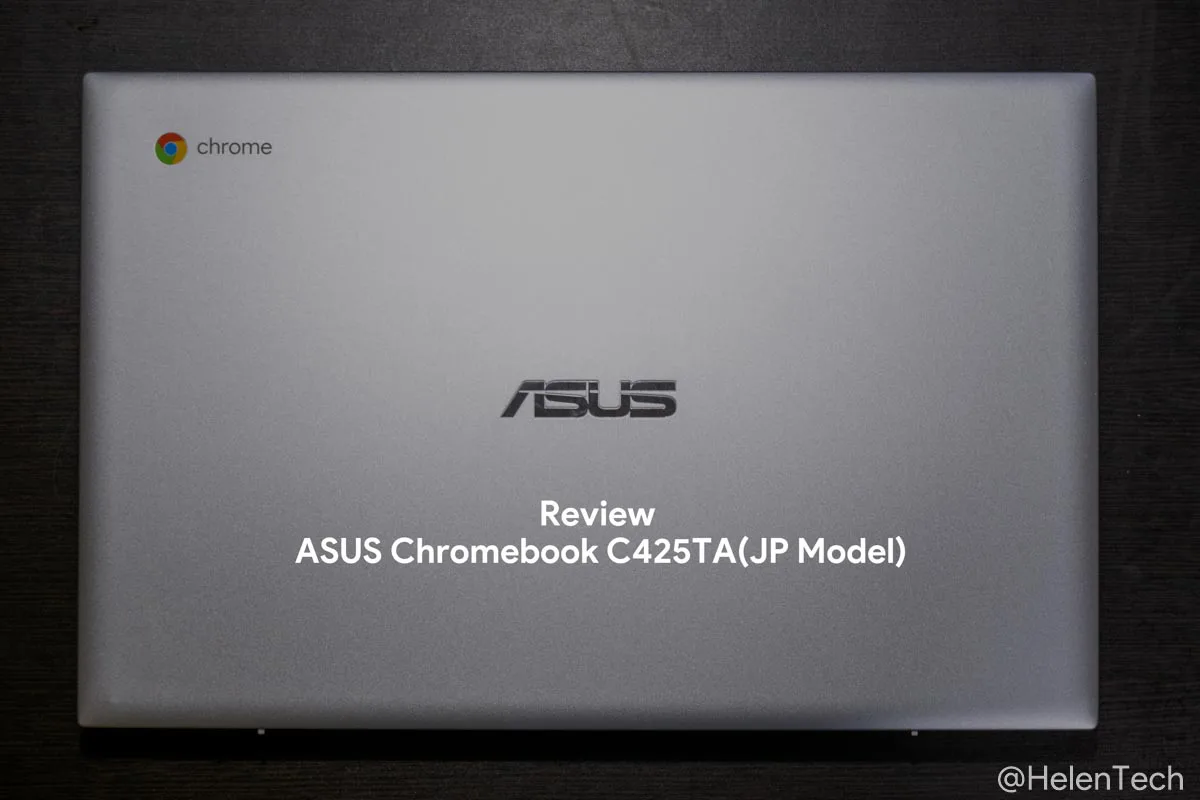 chrome
ASUS
Review
ASUS Chromebook C425TA(JP Model)
@HelenTech